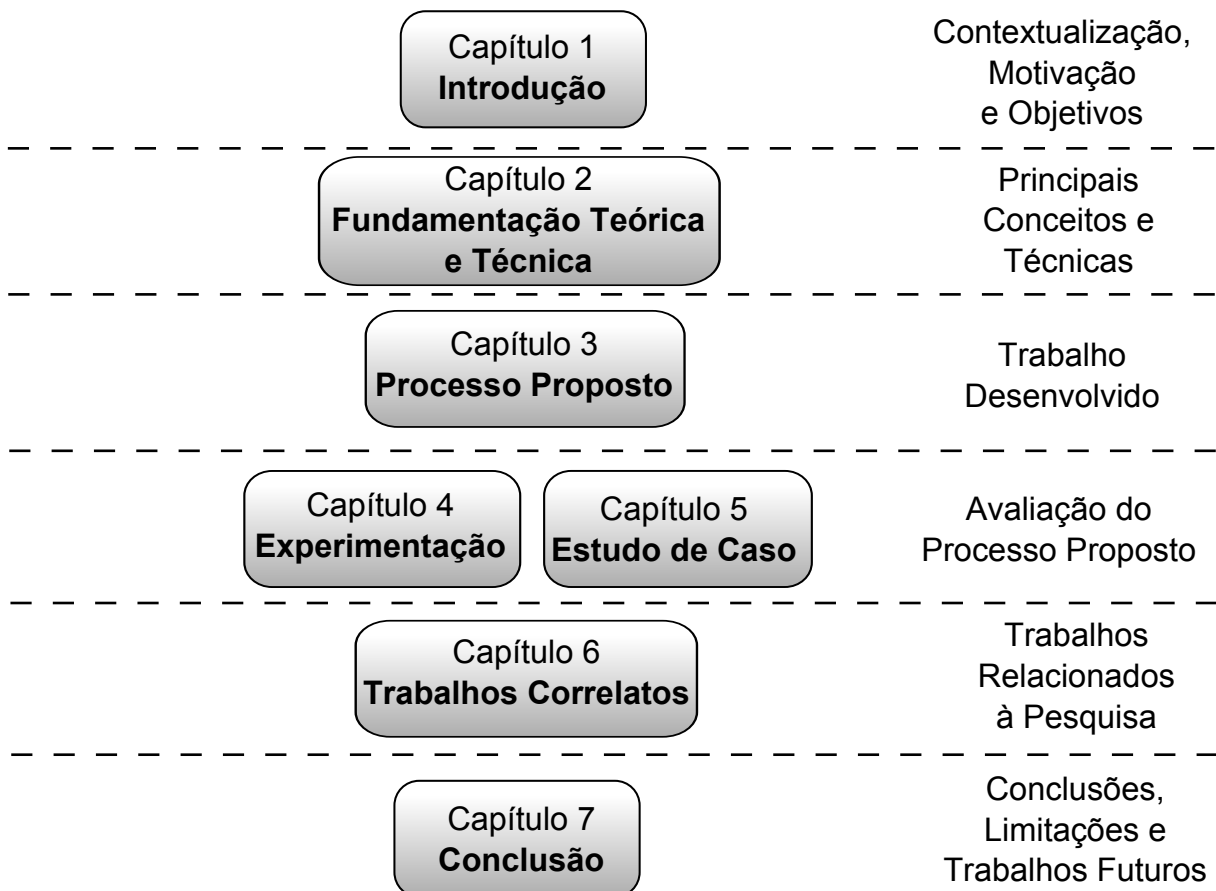 Capítulo 1
Introdução
Contextualização,
Motivação
e Objetivos
Capítulo 2
Fundamentação Teórica
e Técnica
Principais
Conceitos e
Técnicas
Capítulo 3
Processo Proposto
Trabalho
Desenvolvido
Capítulo 4
Experimentação
Capítulo 5
Estudo de Caso
Avaliação do
Processo Proposto
Capítulo 6
Trabalhos Correlatos
Trabalhos
Relacionados
à Pesquisa
Capítulo 7
Conclusão
Conclusões,
Limitações e
Trabalhos Futuros